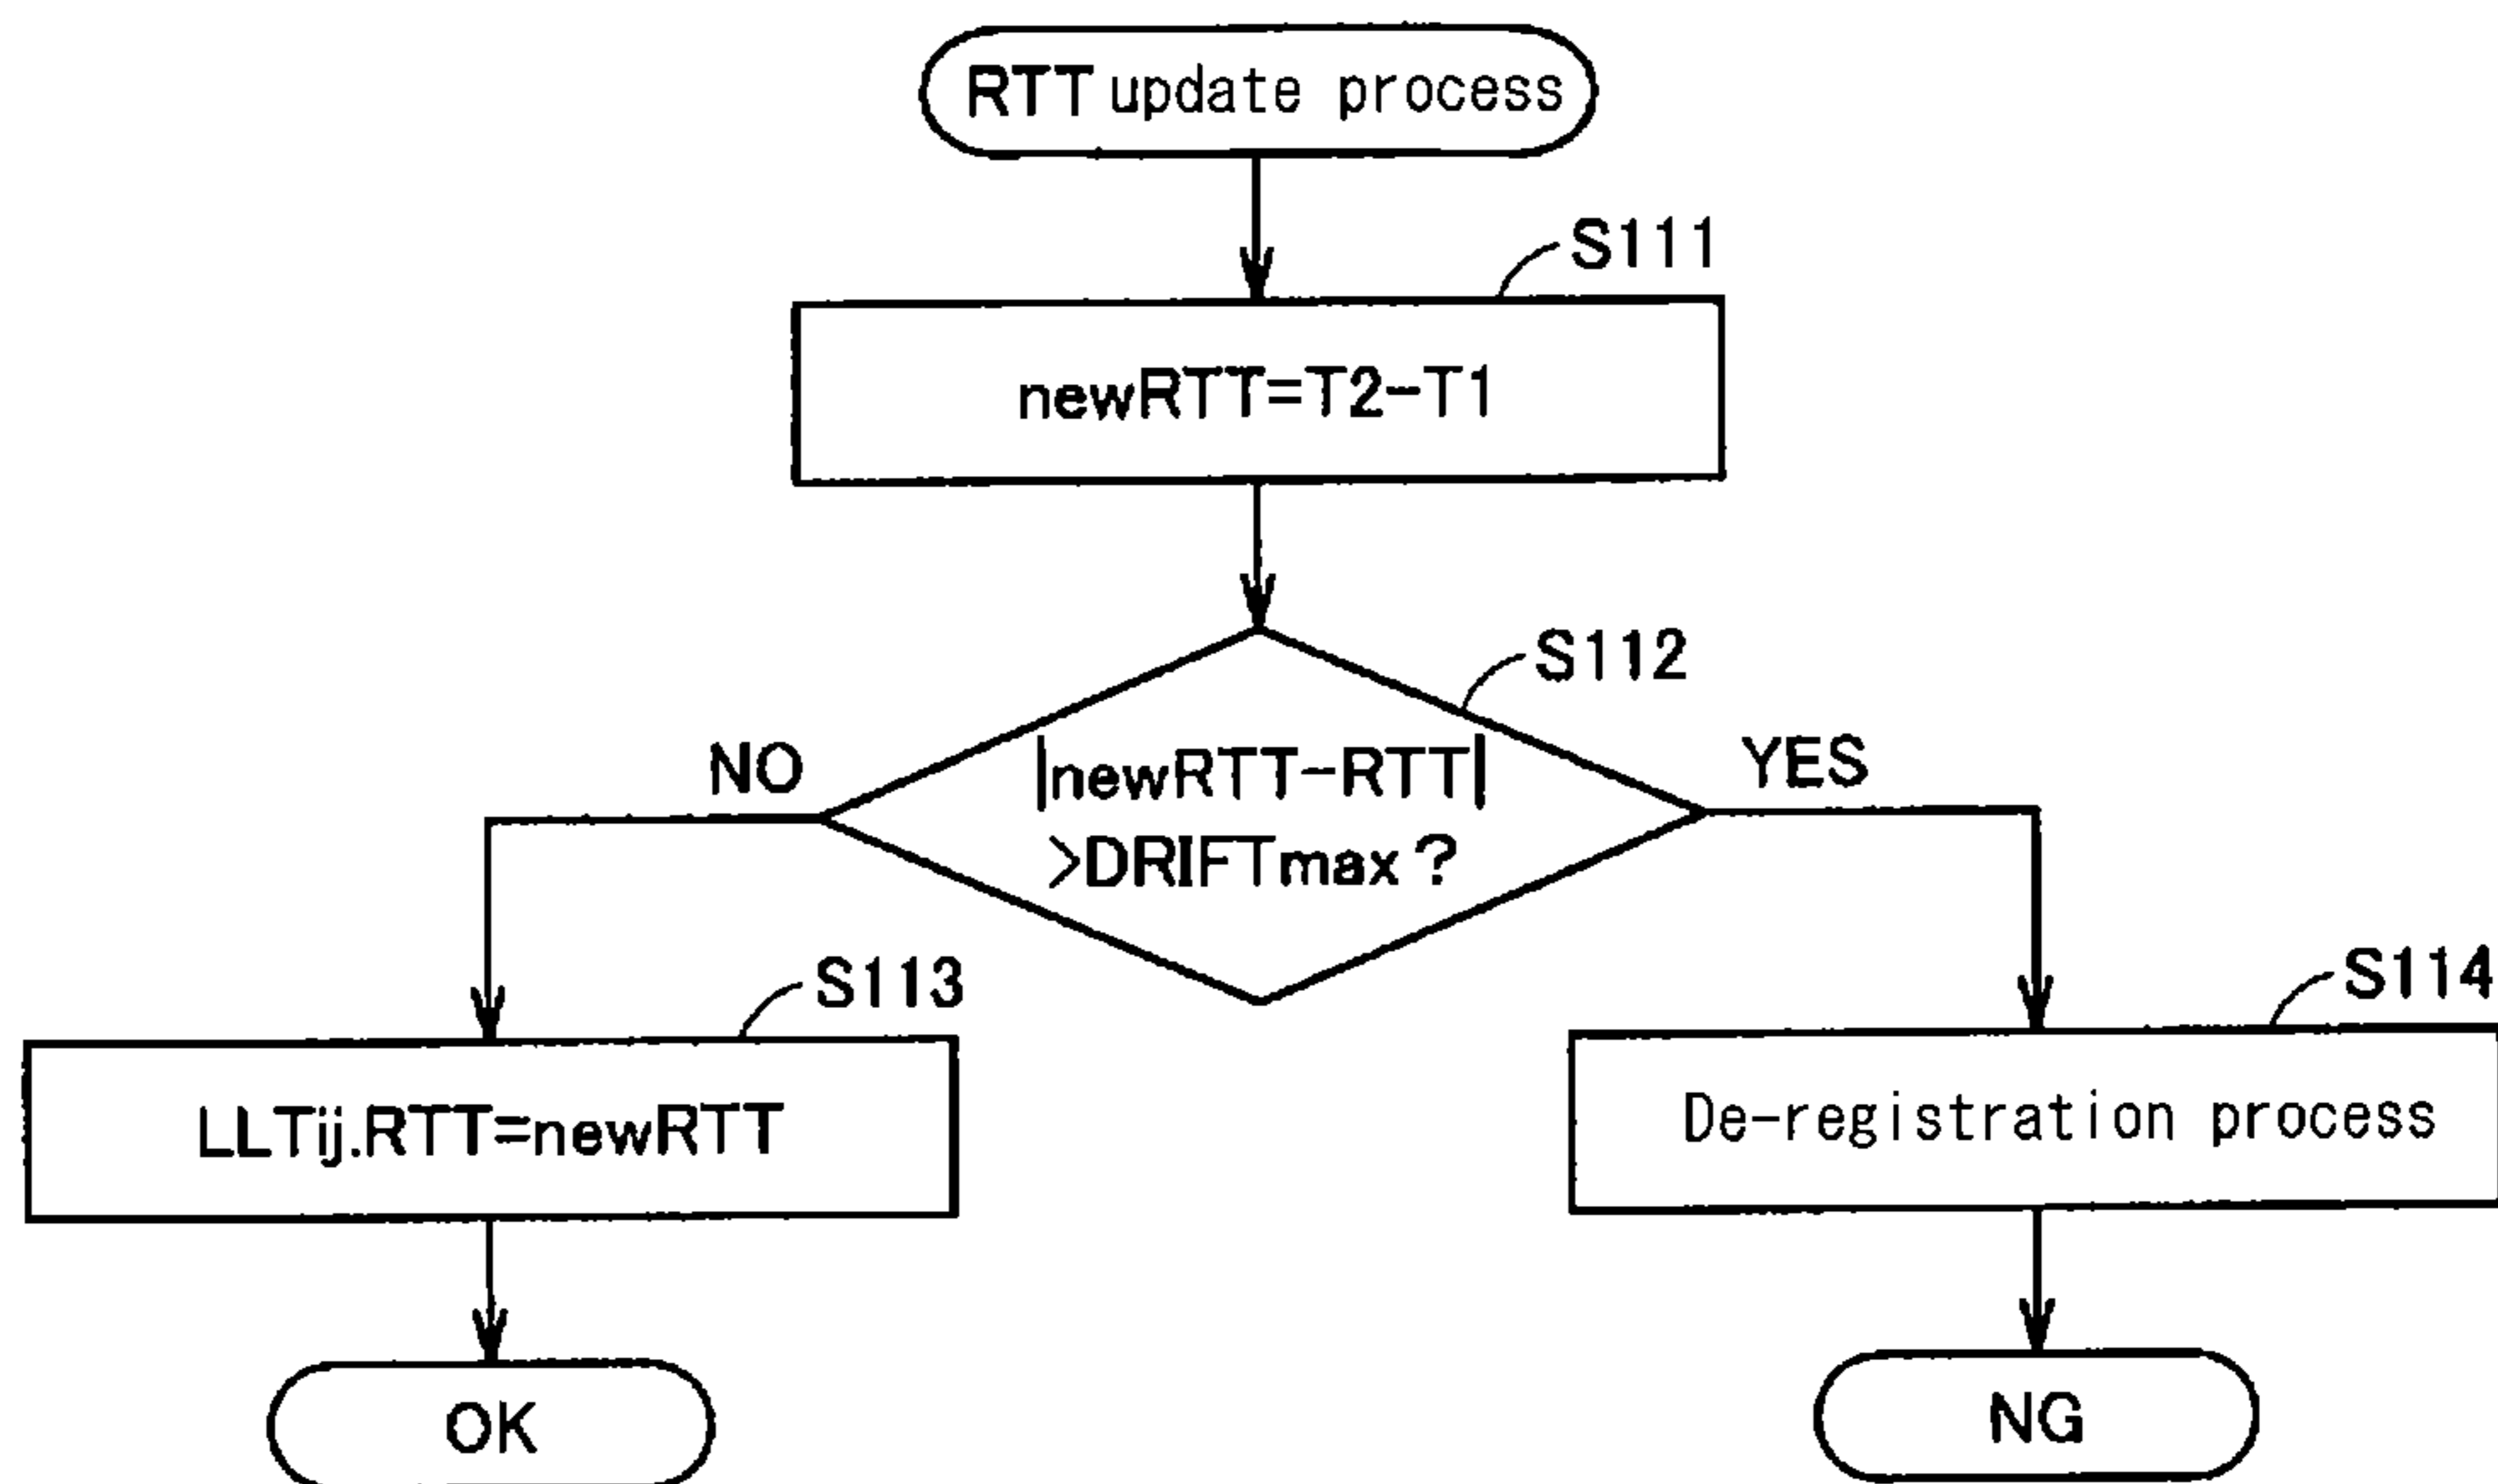 RTT update process
S111
newRTT=T2-T1
S112
NO
|newRTT-RTT|
>DRIFTmax?
YES
S113
S114
LLTij.RTT=newRTT
De-registration process
OK
NG